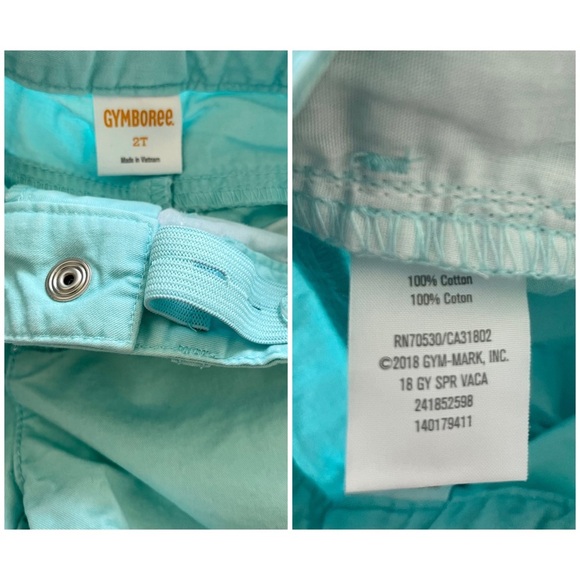 GYMBOREE
2T
Made in Vietnam
100% Cotton
100% Coton
RN70530/CA31802
©2018 GYM-MARK, INC.
18 GY SPR VACA
241852598
140179411